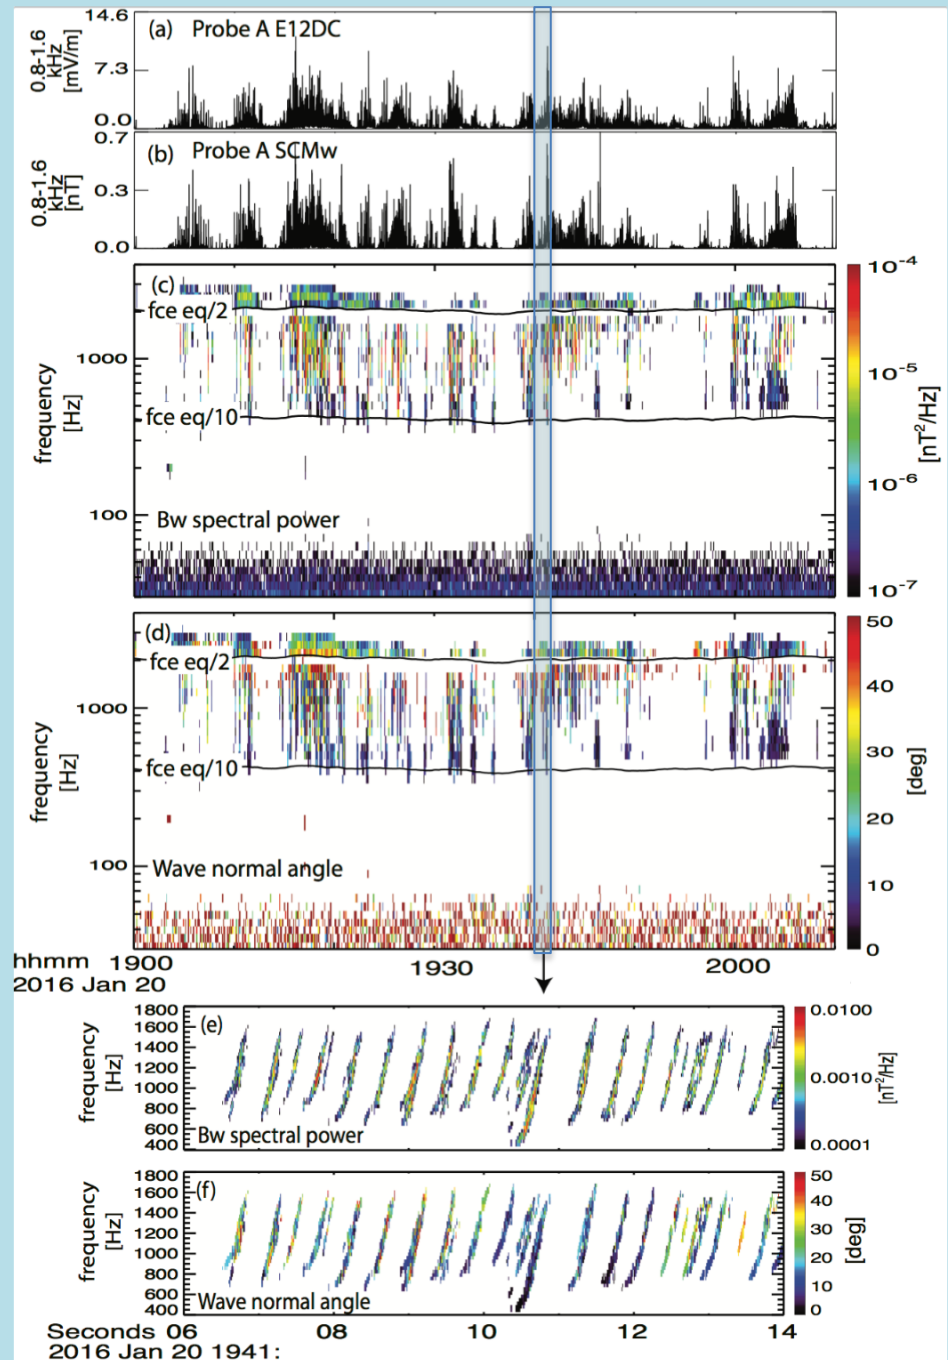 14.6
(a) Probe A E12DC
0.8-1.6
kHz
[mV/m]
7.3
0.0
0.7
(b) Probe A SCMw
0.8-1.6
kHz
[nT]
0.3
0.0
(c)
10⁻⁴
fce eq/2
1000
10⁻⁵
frequency
[Hz]
fce eq/10
[nT²/Hz]
10⁻⁶
100
Bw spectral power
10⁻⁷
(d)
50
fce eq/2
40
1000
30
frequency
[Hz]
fce eq/10
[deg]
20
100
Wave normal angle
10
0
hhmm 1900 1930 2000
2016 Jan 20
1800
(e)
0.0100
1600
1400
frequency
[Hz]
1200
1000
0.0010
[nT²/Hz]
800
600
Bw spectral power
400
0.0001
1800
(f)
50
1600
40
1400
frequency
[Hz]
1200
30
1000
20
[deg]
800
10
600
Wave normal angle
400
0
Seconds 06 08 10 12 14
2016 Jan 20 1941: